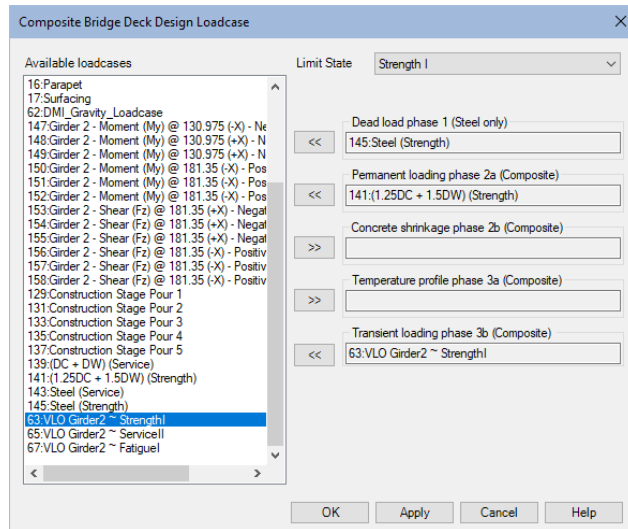 Composite Bridge Deck Design Loadcase
Available loadcases
16:Parapet
17:Surfacing
62:DMI_Gravity_Loadcase
147:Girder 2 - Moment (My) @ 130.975 (-X) - Ne
148:Girder 2 - Moment (My) @ 130.975 (+X) - N
149:Girder 2 - Moment (My) @ 130.975 (+X) - N
150:Girder 2 - Moment (My) @ 181.35 (-X) - Pos
151:Girder 2 - Moment (My) @ 181.35 (-X) - Pos
152:Girder 2 - Moment (My) @ 181.35 (-X) - Pos
153:Girder 2 - Shear (Fz) @ 181.35 (+X) - Negat
154:Girder 2 - Shear (Fz) @ 181.35 (+X) - Negat
155:Girder 2 - Shear (Fz) @ 181.35 (+X) - Negat
156:Girder 2 - Shear (Fz) @ 181.35 (-X) - Positiv
157:Girder 2 - Shear (Fz) @ 181.35 (-X) - Positiv
158:Girder 2 - Shear (Fz) @ 181.35 (-X) - Positiv
129:Construction Stage Pour 1
131:Construction Stage Pour 2
133:Construction Stage Pour 3
135:Construction Stage Pour 4
137:Construction Stage Pour 5
139:(DC + DW) (Service)
141:(1.25DC + 1.5DW) (Strength)
143:Steel (Service)
145:Steel (Strength)
63:VLO Girder2 ~ StrengthI
65:VLO Girder2 ~ ServiceII
67:VLO Girder2 ~ FatigueI
Limit State
Strength I
Dead load phase 1 (Steel only)
<< 145:Steel (Strength)
Permanent loading phase 2a (Composite)
<< 141:(1.25DC + 1.5DW) (Strength)
Concrete shrinkage phase 2b (Composite)
>>
Temperature profile phase 3a (Composite)
>>
Transient loading phase 3b (Composite)
<< 63:VLO Girder2 ~ StrengthI
OK Apply Cancel Help